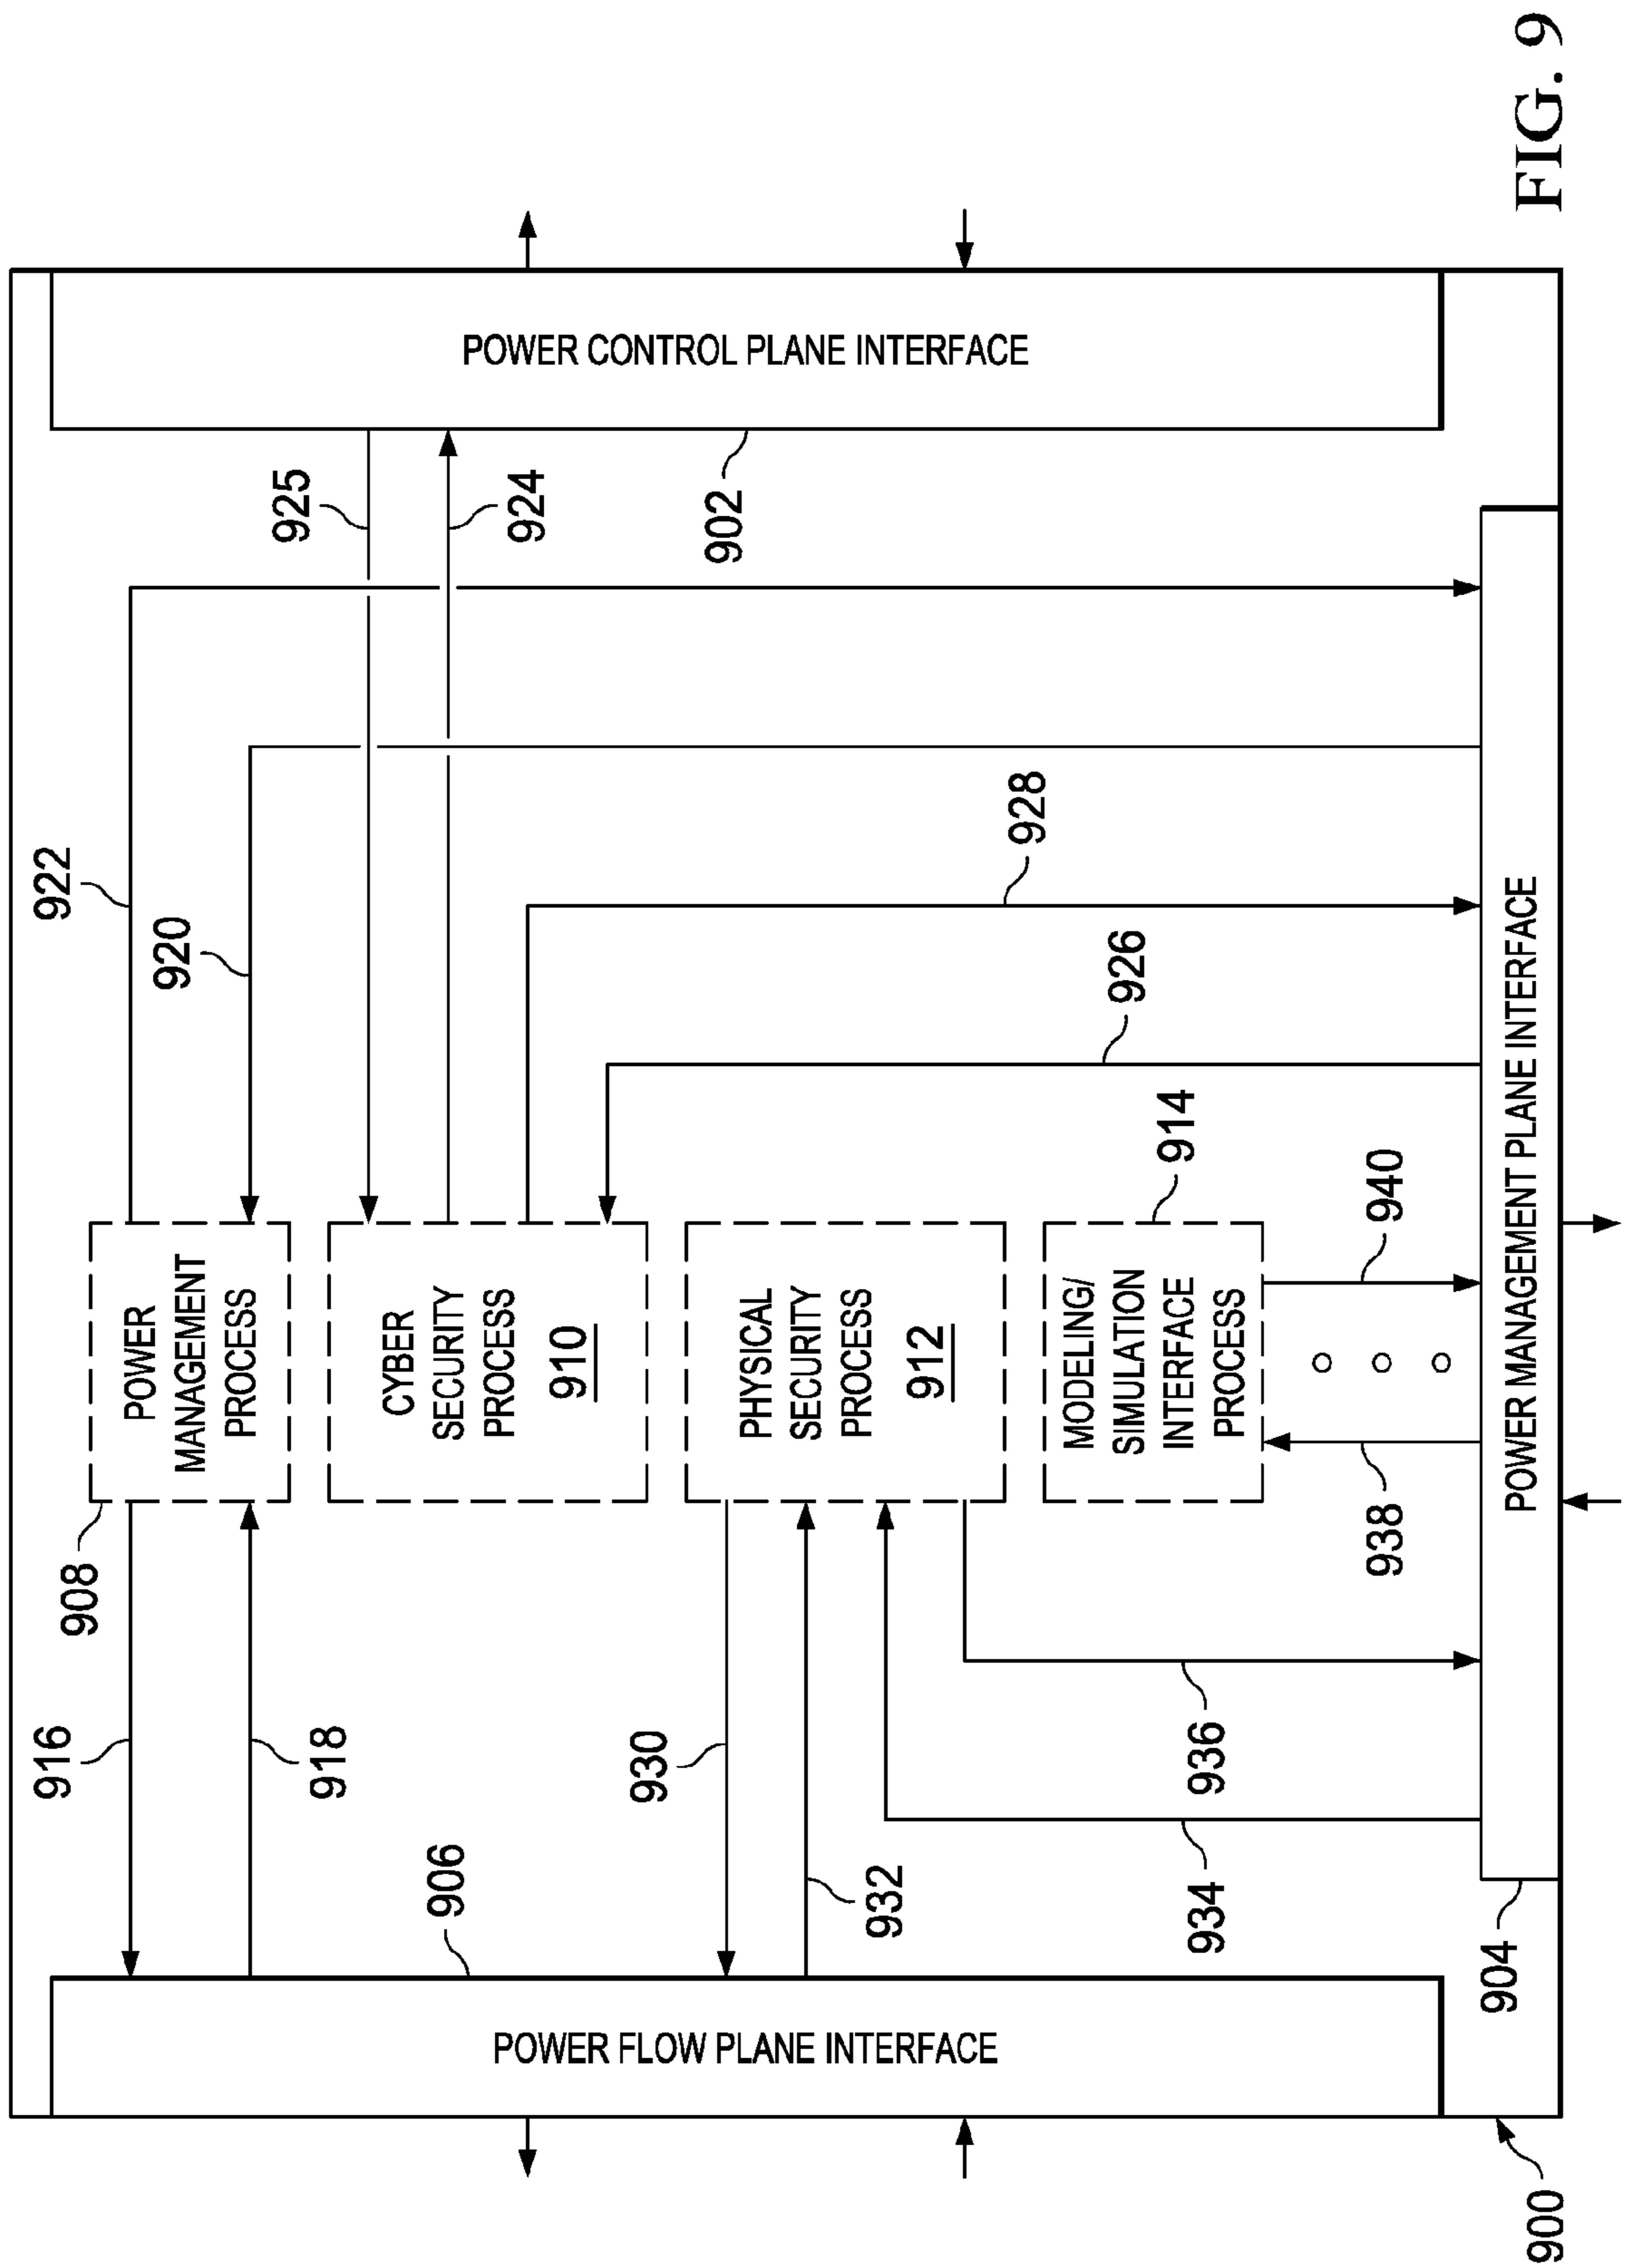 922
920
925
924
902
POWER CONTROL PLANE INTERFACE
916
908
918
POWER
MANAGEMENT
PROCESS
CYBER
SECURITY
PROCESS
910
928
926
906
POWER FLOW PLANE INTERFACE
930
932
PHYSICAL
SECURITY
PROCESS
912
914
MODELING/
SIMULATION
INTERFACE
PROCESS
934
936
938
940
904
POWER MANAGEMENT PLANE INTERFACE
900
FIG. 9